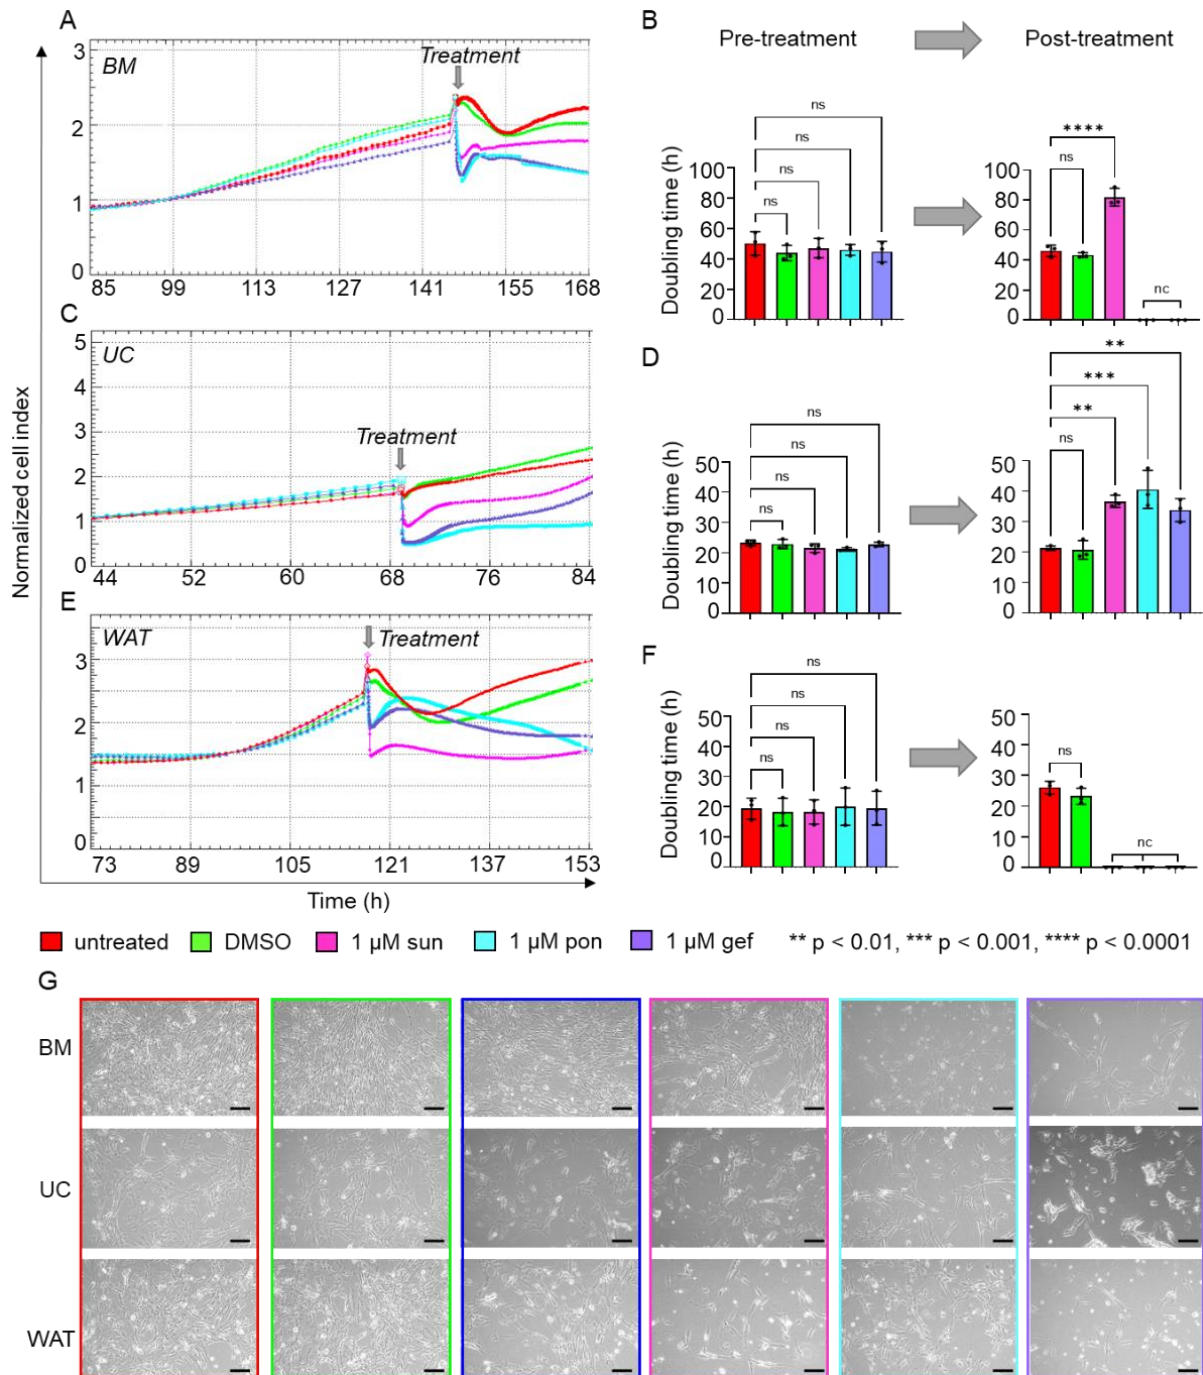 A
B
Pre-treatment
Post-treatment
Normalized cell index
3
2
1
0
BM
Treatment
85 99 113 127 141 155 168
Doubling time (h)
100
80
60
40
20
0
ns
ns
ns
ns
100
80
60
40
20
0
****
ns
nc
C
D
5
4
3
2
1
0
UC
Treatment
44 52 60 68 76 84
Doubling time (h)
50
40
30
20
10
0
ns
ns
ns
ns
50
40
30
20
10
0
**
***
**
ns
E
F
3
2
1
0
WAT
Treatment
73 89 105 121 137 153
Time (h)
Doubling time (h)
50
40
30
20
10
0
ns
ns
ns
ns
50
40
30
20
10
0
ns
nc
untreated DMSO 1 µM sun 1 µM pon 1 µM gef ** p < 0.01, *** p < 0.001, **** p < 0.0001
G
BM
UC
WAT